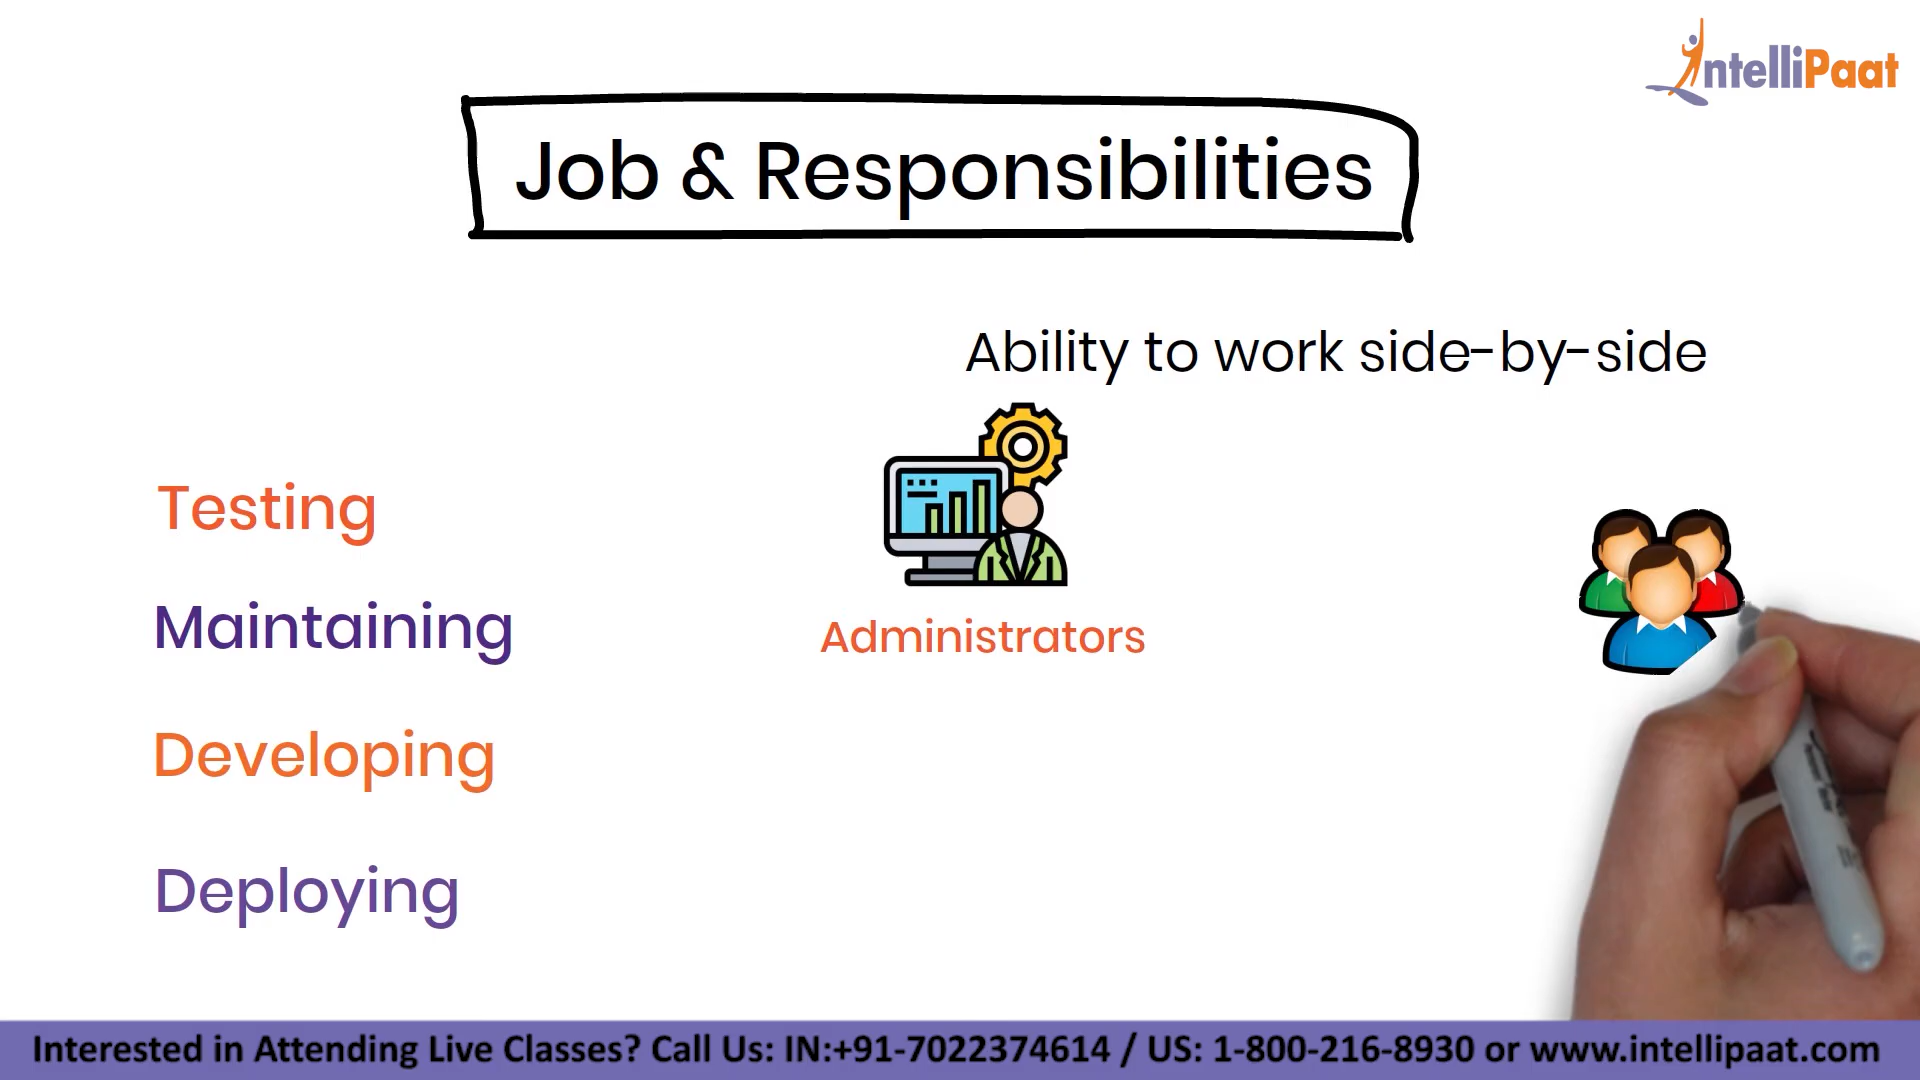 IntelliPaat
Job & Responsibilities
Ability to work side-by-side
Testing
Maintaining
Developing
Deploying
Administrators
Interested in Attending Live Classes? Call Us: IN:+91-7022374614 / US: 1-800-216-8930 or www.intellipaat.com